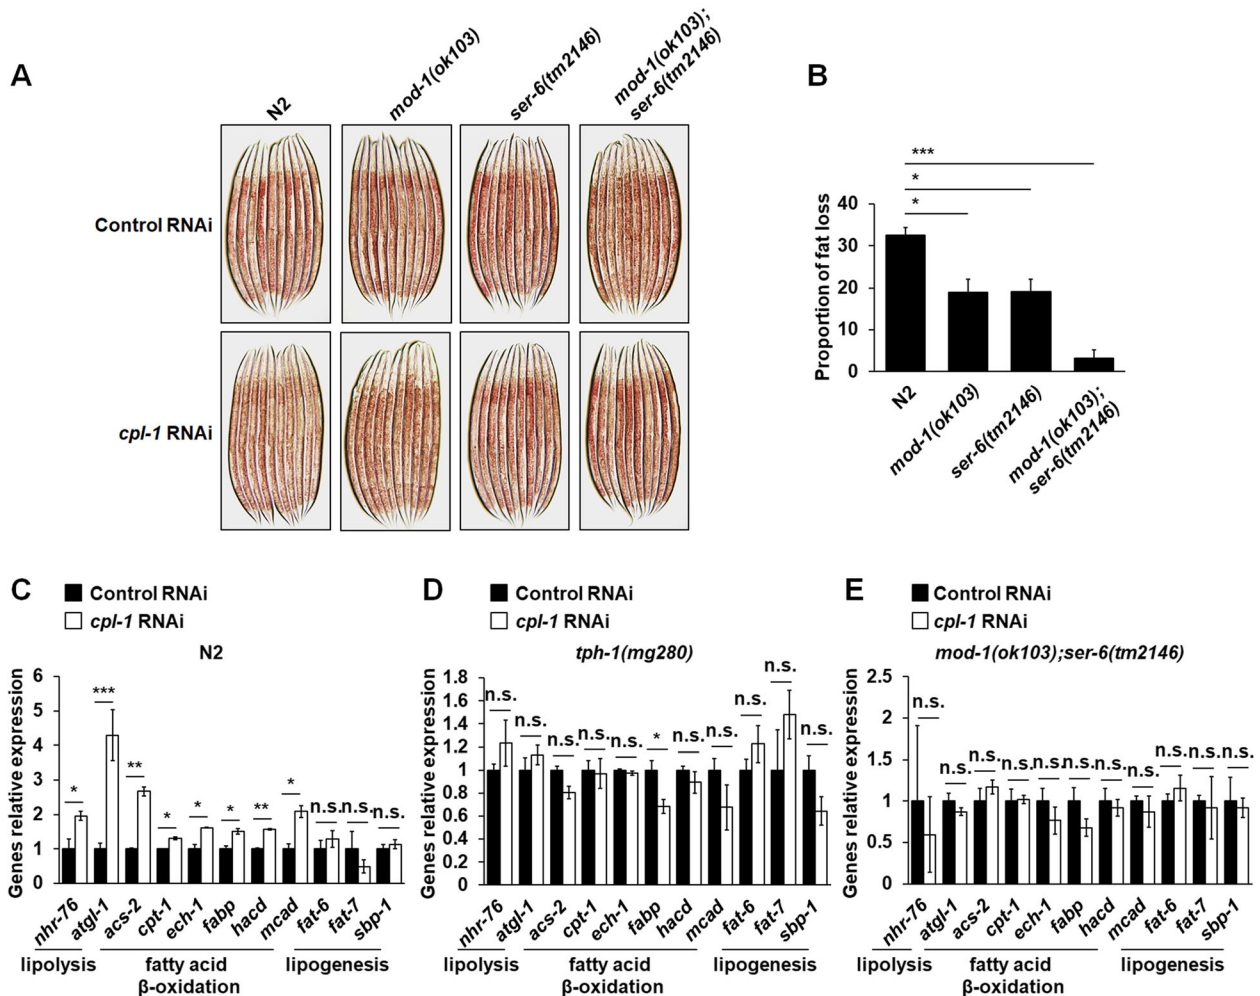 A
N2
mod-1(ok103)
ser-6(tm2146)
mod-1(ok103);
ser-6(tm2146)
Control RNAi
cpl-1 RNAi
B
***
*
*
Proportion of fat loss
40
30
20
10
0
N2
mod-1(ok103)
ser-6(tm2146)
mod-1(ok103);
ser-6(tm2146)
C
Control RNAi
cpl-1 RNAi
N2
Genes relative expression
6
5
4
3
2
1
0
* *** ** * * * ** * n.s. n.s. n.s.
nhr-76 atgl-1 acs-2 cpt-1 ech-1 fabp hacd mcad fat-6 fat-7 sbp-1
lipolysis fatty acid lipogenesis
β-oxidation
D
Control RNAi
cpl-1 RNAi
tph-1(mg280)
Genes relative expression
1.8
1.6
1.4
1.2
1
0.8
0.6
0.4
0.2
0
n.s. n.s. n.s. n.s. n.s. * n.s. n.s. n.s. n.s. n.s.
nhr-76 atgl-1 acs-2 cpt-1 ech-1 fabp hacd mcad fat-6 fat-7 sbp-1
lipolysis fatty acid lipogenesis
β-oxidation
E
Control RNAi
cpl-1 RNAi
mod-1(ok103);ser-6(tm2146)
Genes relative expression
2.5
2
1.5
1
0.5
0
n.s. n.s. n.s. n.s. n.s. n.s. n.s. n.s. n.s. n.s. n.s.
nhr-76 atgl-1 acs-2 cpt-1 ech-1 fabp hacd mcad fat-6 fat-7 sbp-1
lipolysis fatty acid lipogenesis
β-oxidation